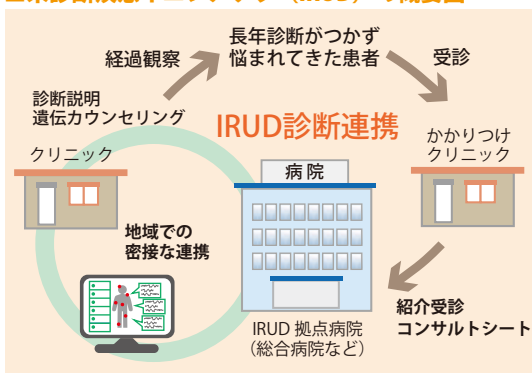 長年診断がつかず
悩まれてきた患者
経過観察
受診
診断説明
遺伝カウンセリング
IRUD診断連携
クリニック
かかりつけ
クリニック
病院
地域での
密接な連携
紹介受診
コンサルトシート
IRUD 拠点病院
（総合病院など）